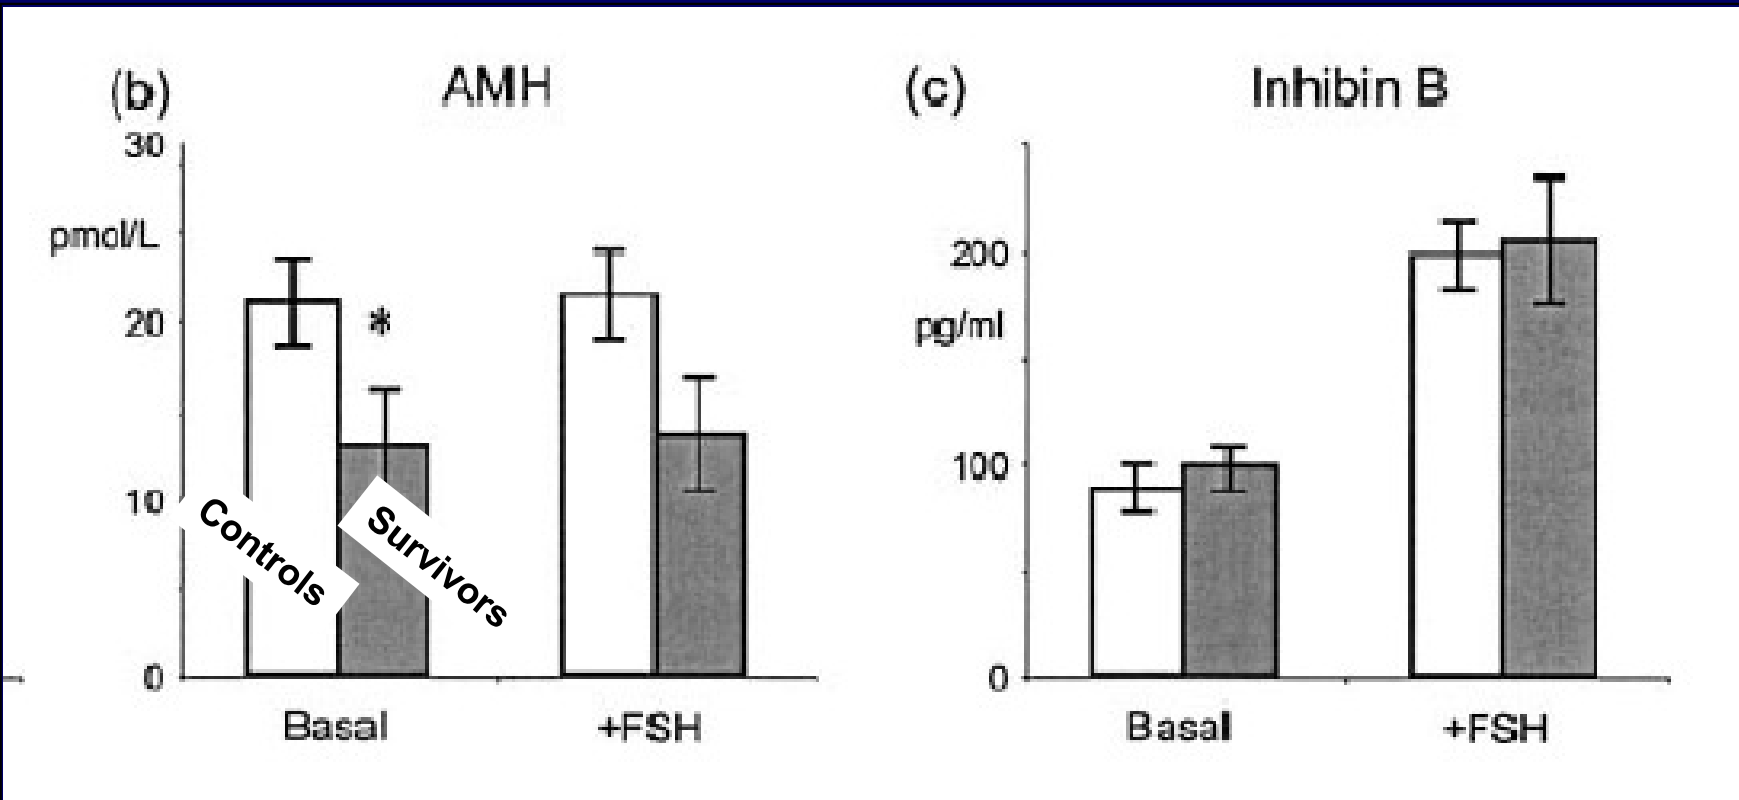 (b) AMH
30
pmol/L
20
*
10
Controls
Survivors
0
Basal +FSH
(c) Inhibin B
200
pg/ml
100
0
Basal +FSH